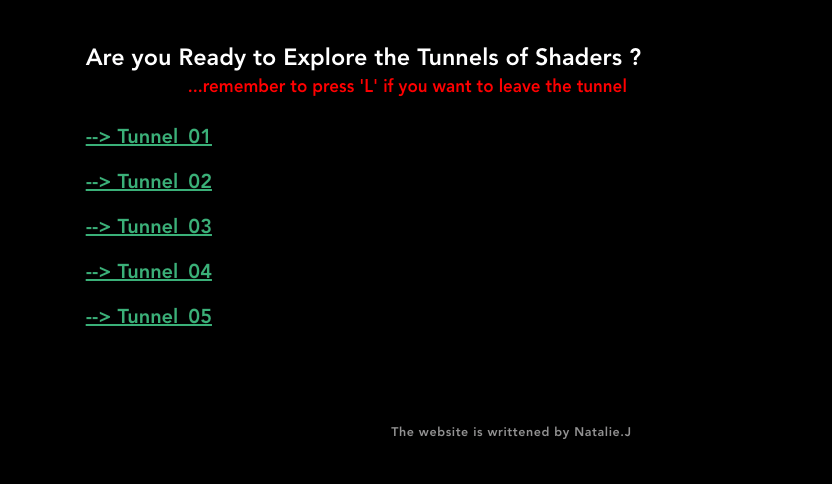 Are you Ready to Explore the Tunnels of Shaders ?
...remember to press 'L' if you want to leave the tunnel
--> Tunnel_01
--> Tunnel_02
--> Tunnel_03
--> Tunnel_04
--> Tunnel_05
The website is writtened by Natalie.J